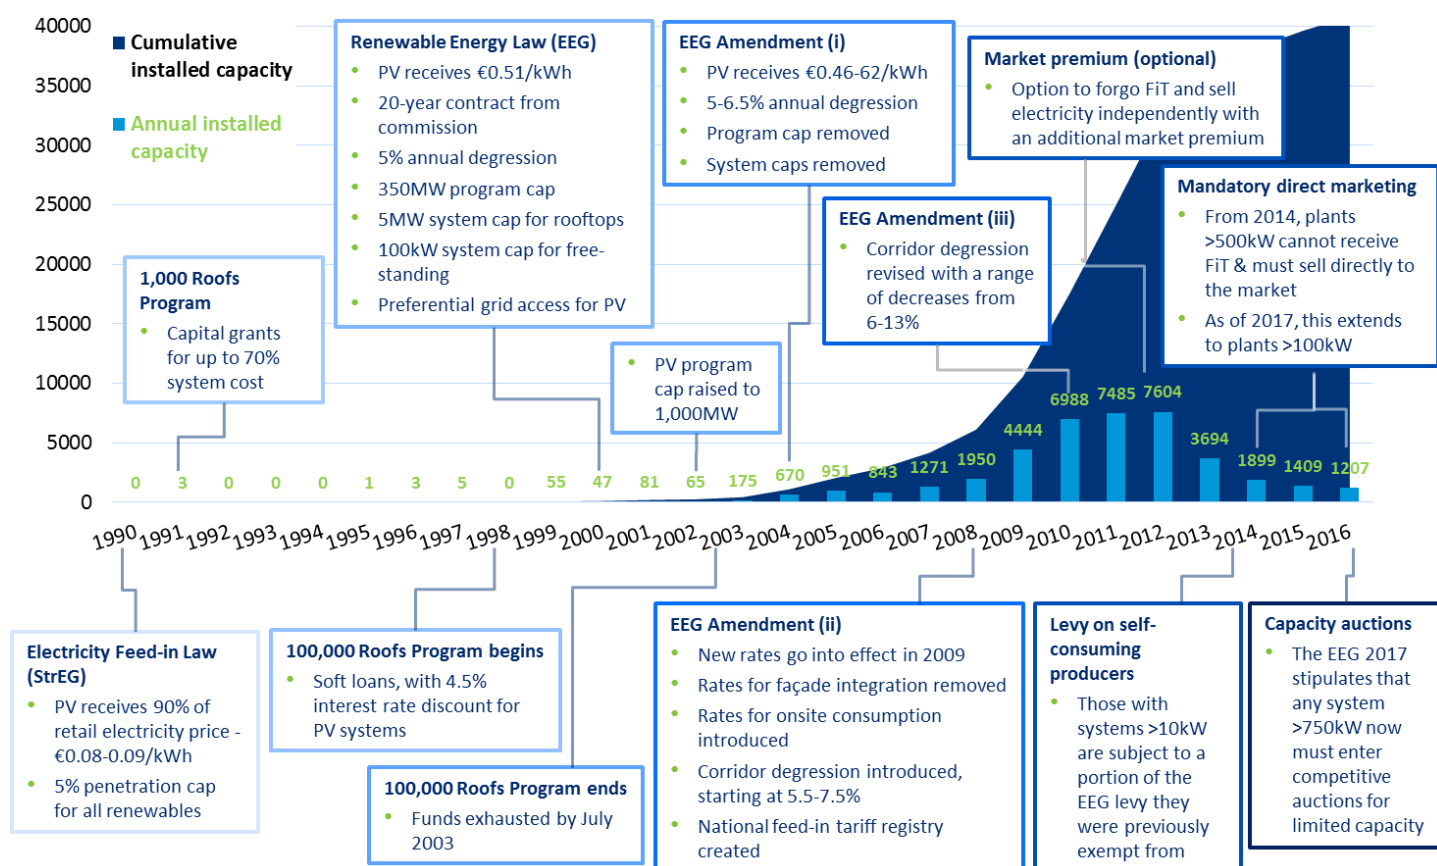 40000
35000
30000
25000
20000
15000
10000
5000
0
Cumulative
installed capacity
Annual installed
capacity
1,000 Roofs
Program
• Capital grants
for up to 70%
system cost
Renewable Energy Law (EEG)
• PV receives €0.51/kWh
• 20-year contract from
commission
• 5% annual degression
• 350MW program cap
• 5MW system cap for rooftops
• 100kW system cap for free-
standing
• Preferential grid access for PV
• PV program
cap raised to
1,000MW
EEG Amendment (i)
• PV receives €0.46-62/kWh
• 5-6.5% annual degression
• Program cap removed
• System caps removed
EEG Amendment (iii)
• Corridor degression
revised with a range
of decreases from
6-13%
Market premium (optional)
• Option to forgo FiT and sell
electricity independently with
an additional market premium
Mandatory direct marketing
• From 2014, plants
>500kW cannot receive
FiT & must sell directly to
the market
• As of 2017, this extends
to plants >100kW
0 3 0 0 0 1 3 5 0 55 47 81 65 175 670 951 843 1271 1950 4444 6988 7485 7604 3694 1899 1409 1207
1990 1991 1992 1993 1994 1995 1996 1997 1998 1999 2000 2001 2002 2003 2004 2005 2006 2007 2008 2009 2010 2011 2012 2013 2014 2015 2016
Electricity Feed-in Law
(StrEG)
• PV receives 90% of
retail electricity price -
€0.08-0.09/kWh
• 5% penetration cap
for all renewables
100,000 Roofs Program begins
• Soft loans, with 4.5%
interest rate discount for
PV systems
100,000 Roofs Program ends
• Funds exhausted by July
2003
EEG Amendment (ii)
• New rates go into effect in 2009
• Rates for façade integration removed
• Rates for onsite consumption
introduced
• Corridor degression introduced,
starting at 5.5-7.5%
• National feed-in tariff registry
created
Levy on self-
consuming
producers
• Those with
systems >10kW
are subject to a
portion of the
EEG levy they
were previously
exempt from
Capacity auctions
• The EEG 2017
stipulates that
any system
>750kW now
must enter
competitive
auctions for
limited capacity